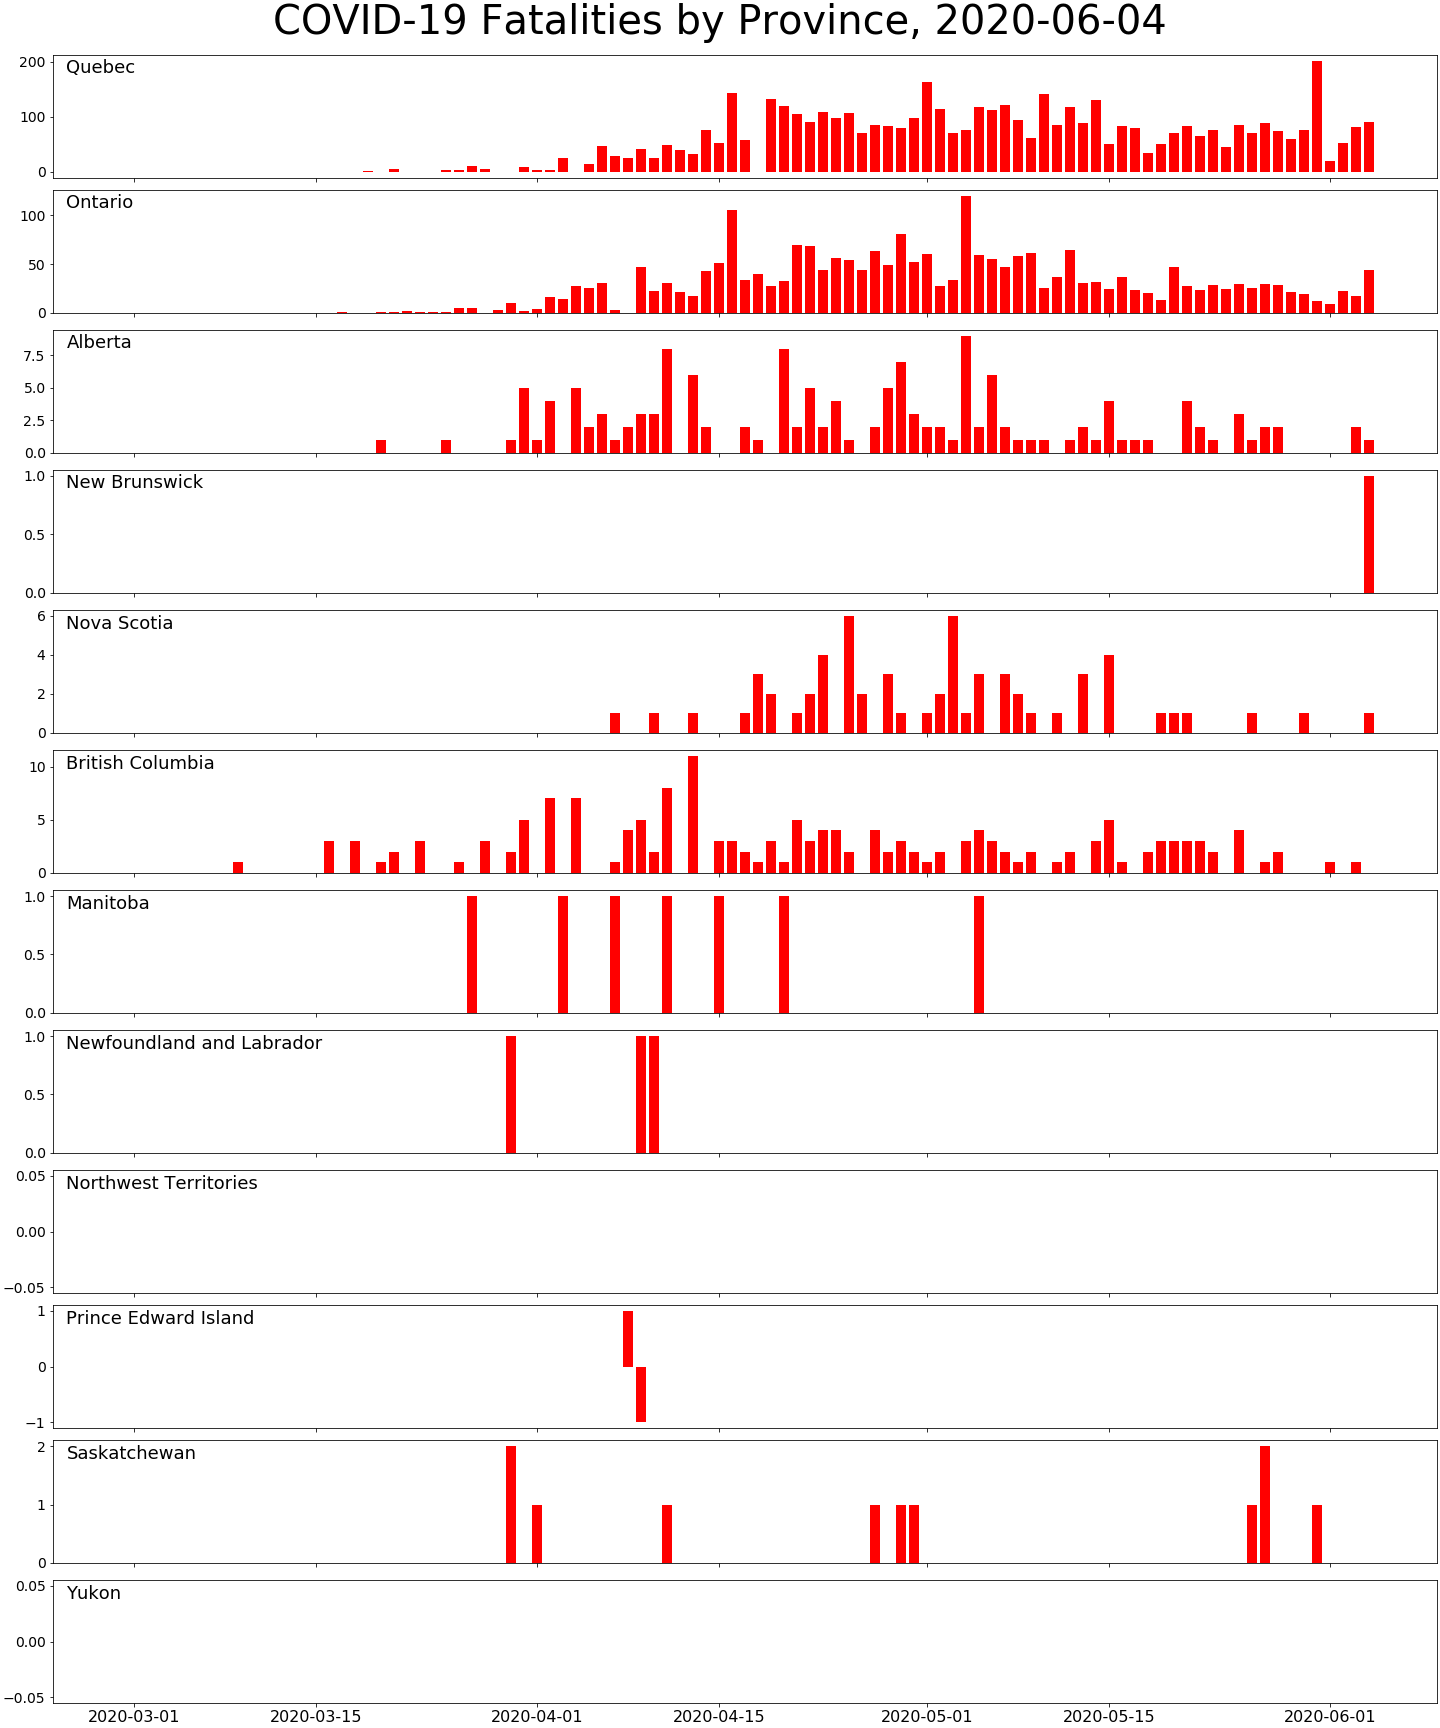 COVID-19 Fatalities by Province, 2020-06-04
Quebec
200
100
0
Ontario
100
50
0
Alberta
7.5
5.0
2.5
0.0
New Brunswick
1.0
0.5
0.0
Nova Scotia
6
4
2
0
British Columbia
10
5
0
Manitoba
1.0
0.5
0.0
Newfoundland and Labrador
1.0
0.5
0.0
Northwest Territories
0.05
0.00
−0.05
Prince Edward Island
1
0
−1
Saskatchewan
2
1
0
Yukon
0.05
0.00
−0.05
2020-03-01 2020-03-15 2020-04-01 2020-04-15 2020-05-01 2020-05-15 2020-06-01